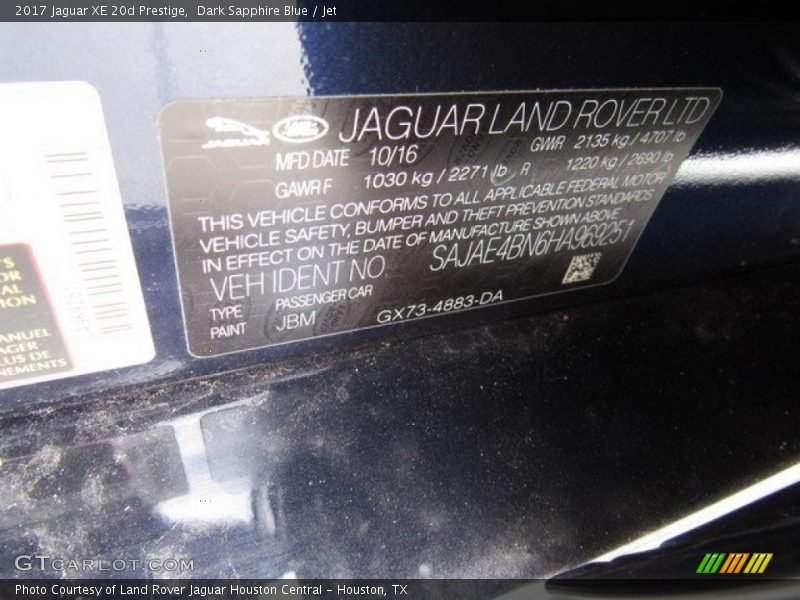 2017 Jaguar XE 20d Prestige, Dark Sapphire Blue / Jet
JAGUAR LAND ROVER LTD
MFD DATE 10/16 GWR 2135 kg / 4707 lb
GAWR F 1030 kg / 2271 lb R 1220 kg / 2690 lb
THIS VEHICLE CONFORMS TO ALL APPLICABLE FEDERAL MOTOR
VEHICLE SAFETY, BUMPER AND THEFT PREVENTION STANDARDS
IN EFFECT ON THE DATE OF MANUFACTURE SHOWN ABOVE
VEH IDENT NO SAJAE4BN6HA969251
TYPE PASSENGER CAR
PAINT JBM GX73-4883-DA
GTCARLOT.COM
Photo Courtesy of Land Rover Jaguar Houston Central - Houston, TX